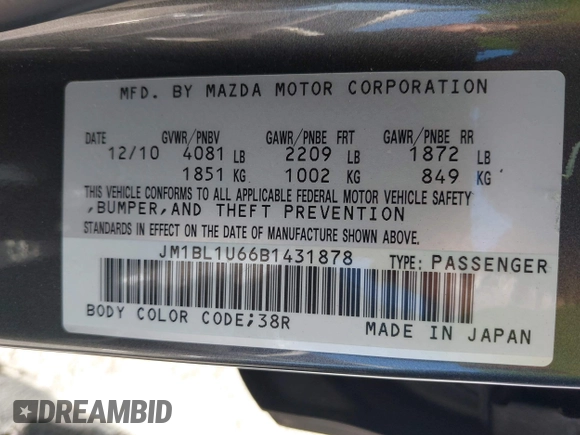 MFD. BY MAZDA MOTOR CORPORATION
DATE GVWR/PNBV GAWR/PNBE FRT GAWR/PNBE RR
12/10 4081 LB 2209 LB 1872 LB
1851 KG 1002 KG 849 KG
THIS VEHICLE CONFORMS TO ALL APPLICABLE FEDERAL MOTOR VEHICLE SAFETY
,BUMPER,AND THEFT PREVENTION
STANDARDS IN EFFECT ON THE DATE OF MANUFACTURE SHOWN ABOVE.
JM1BL1U66B1431878 TYPE: PASSENGER
BODY COLOR CODE;38R MADE IN JAPAN
DREAMBID